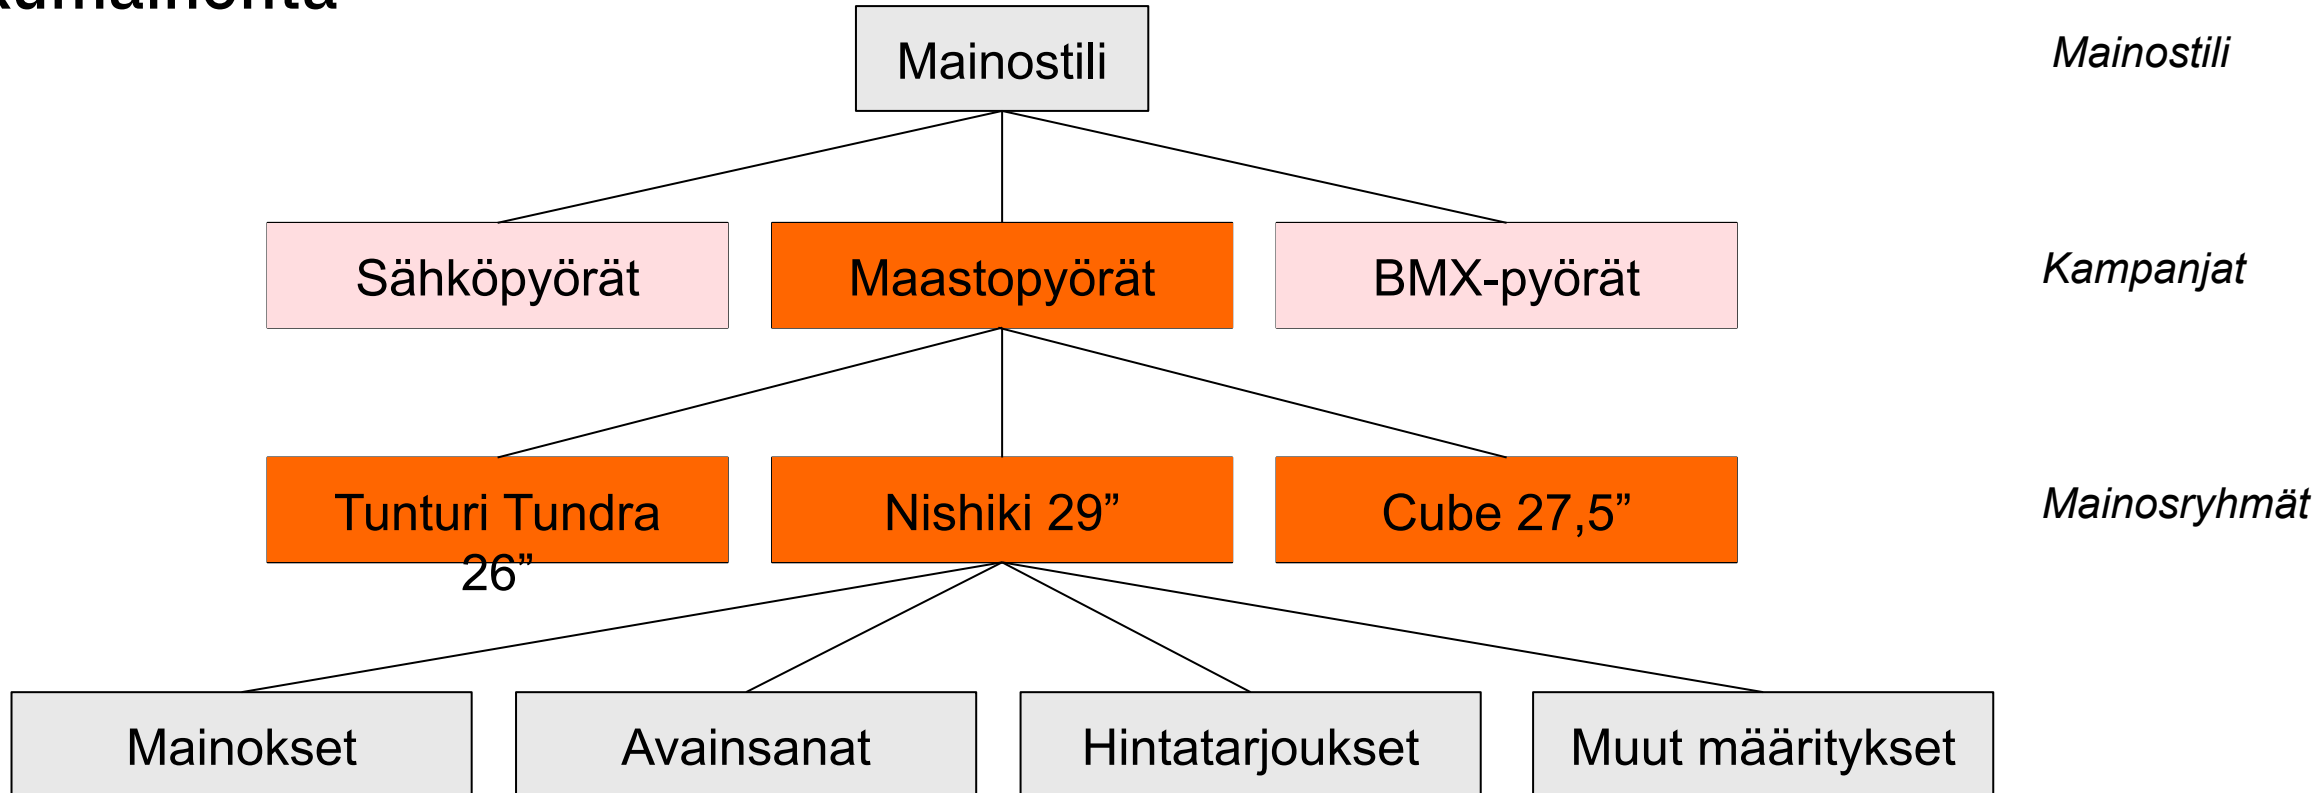 Mainostili
Mainostili
Sähköpyörät
Maastopyörät
BMX-pyörät
Kampanjat
Tunturi Tundra
26”
Nishiki 29”
Cube 27,5”
Mainosryhmät
Mainokset
Avainsanat
Hintatarjoukset
Muut määritykset